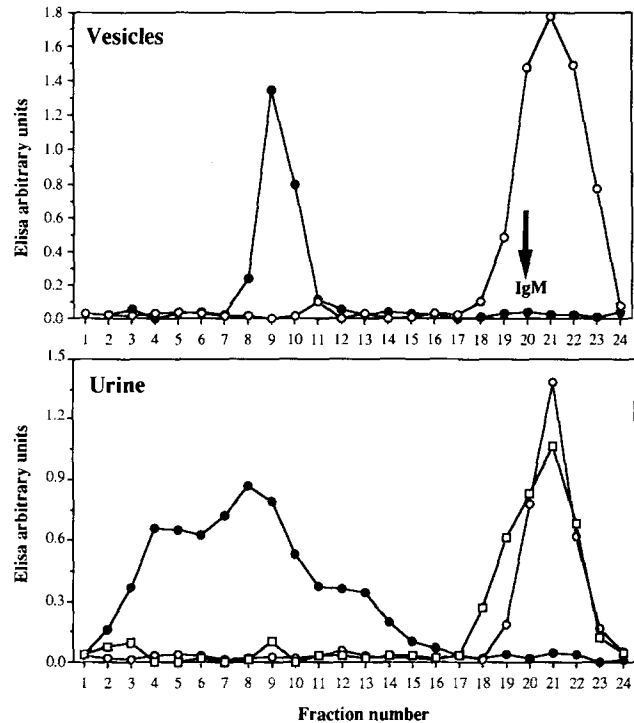 Vesicles
Elisa arbitrary units
1.8
1.6
1.4
1.2
1.0
0.8
0.6
0.4
0.2
0.0
IgM
1 2 3 4 5 6 7 8 9 10 11 12 13 14 15 16 17 18 19 20 21 22 23 24
Urine
Elisa arbitrary units
1.5
1.2
0.9
0.6
0.3
0.0
1 2 3 4 5 6 7 8 9 10 11 12 13 14 15 16 17 18 19 20 21 22 23 24
Fraction number